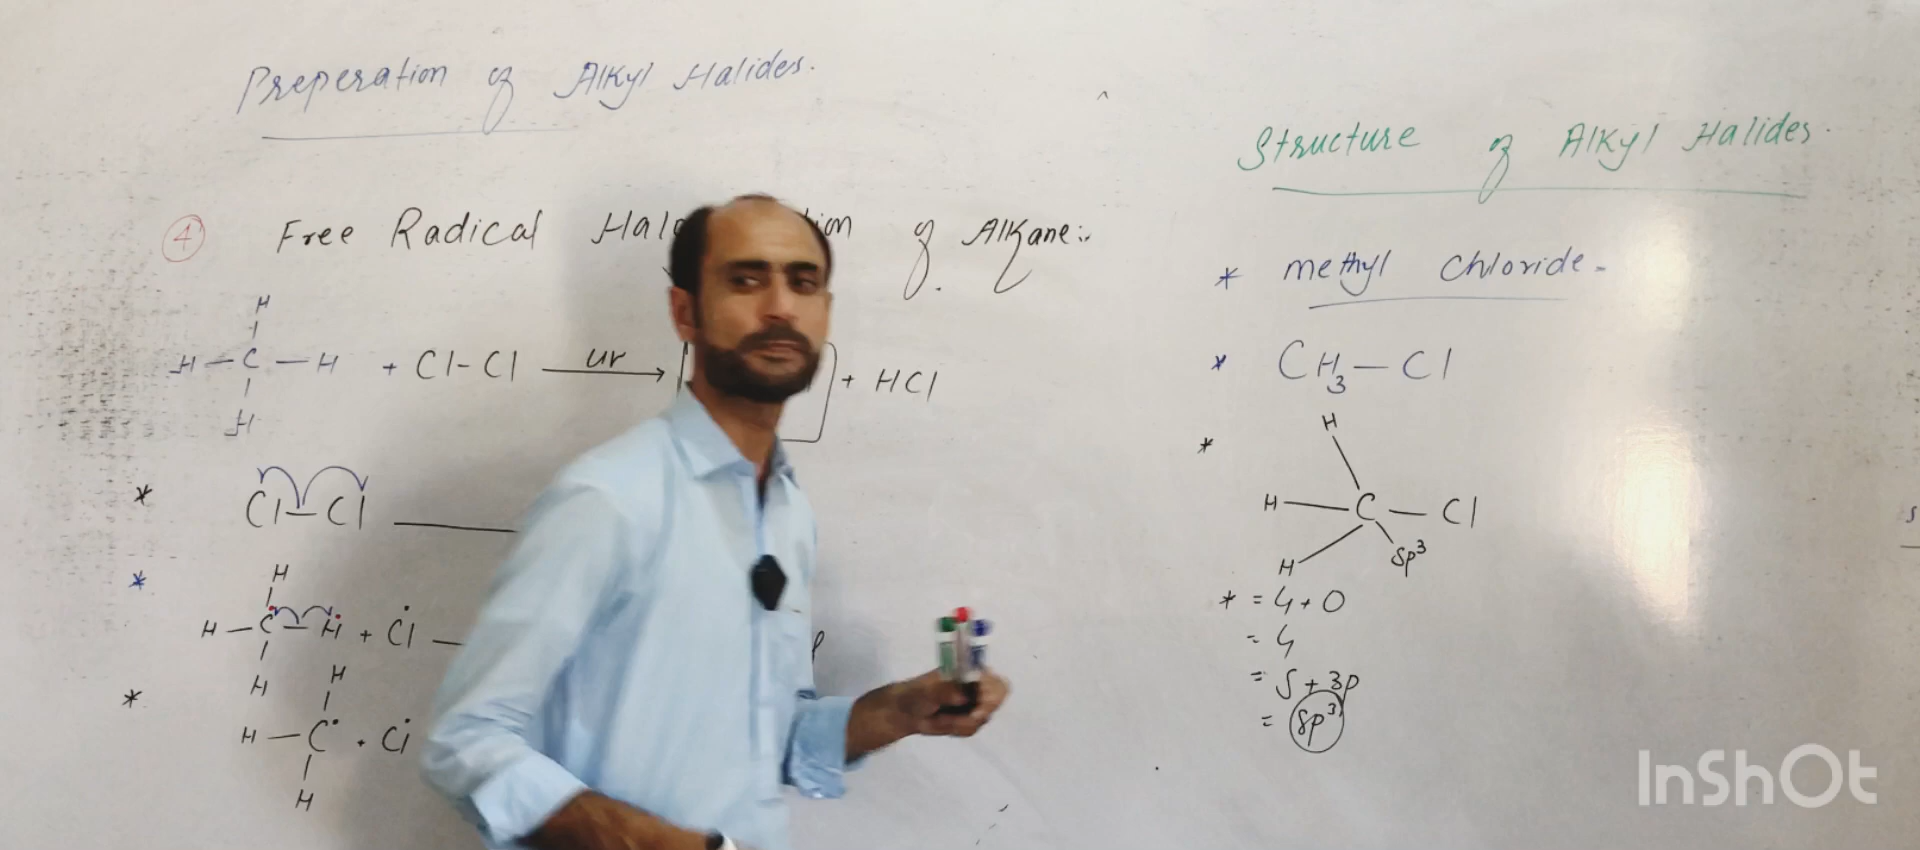 Preperation of Alkyl Halides.
4 Free Radical of Alkane:
H
H—C—H + Cl-Cl UV + HCl
H
* Cl-Cl
H
* H—C—H + Cl
H
H
* H—C + Cl
H
Structure of Alkyl Halides.
* methyl chloride.
* CH3—Cl
* H
H C—Cl
H Sp3
* = 4+0
= 4
= S+3p
= Sp3
InShOt